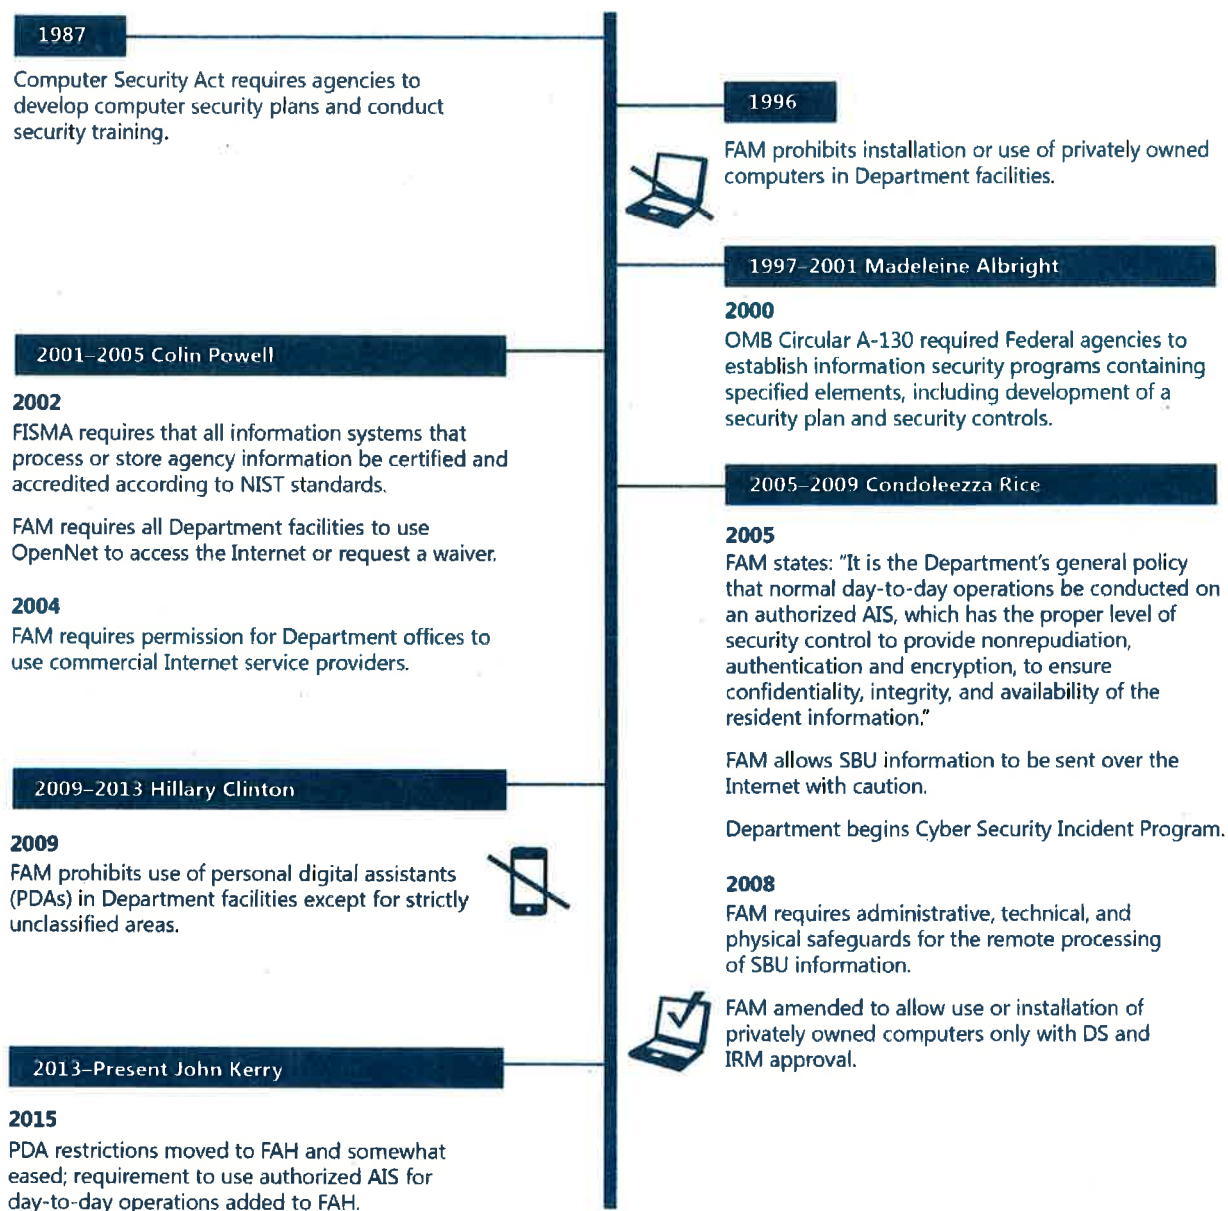 1987
Computer Security Act requires agencies to
develop computer security plans and conduct
security training.
1996
FAM prohibits installation or use of privately owned
computers in Department facilities.
1997–2001 Madeleine Albright
2000
OMB Circular A-130 required Federal agencies to
establish information security programs containing
specified elements, including development of a
security plan and security controls.
2001–2005 Colin Powell
2002
FISMA requires that all information systems that
process or store agency information be certified and
accredited according to NIST standards.
FAM requires all Department facilities to use
OpenNet to access the Internet or request a waiver.
2004
FAM requires permission for Department offices to
use commercial Internet service providers.
2005–2009 Condoleezza Rice
2005
FAM states: "It is the Department's general policy
that normal day-to-day operations be conducted on
an authorized AIS, which has the proper level of
security control to provide nonrepudiation,
authentication and encryption, to ensure
confidentiality, integrity, and availability of the
resident information."
FAM allows SBU information to be sent over the
Internet with caution.
Department begins Cyber Security Incident Program.
2008
FAM requires administrative, technical, and
physical safeguards for the remote processing
of SBU information.
FAM amended to allow use or installation of
privately owned computers only with DS and
IRM approval.
2009–2013 Hillary Clinton
2009
FAM prohibits use of personal digital assistants
(PDAs) in Department facilities except for strictly
unclassified areas.
2013–Present John Kerry
2015
PDA restrictions moved to FAH and somewhat
eased; requirement to use authorized AIS for
day-to-day operations added to FAH.